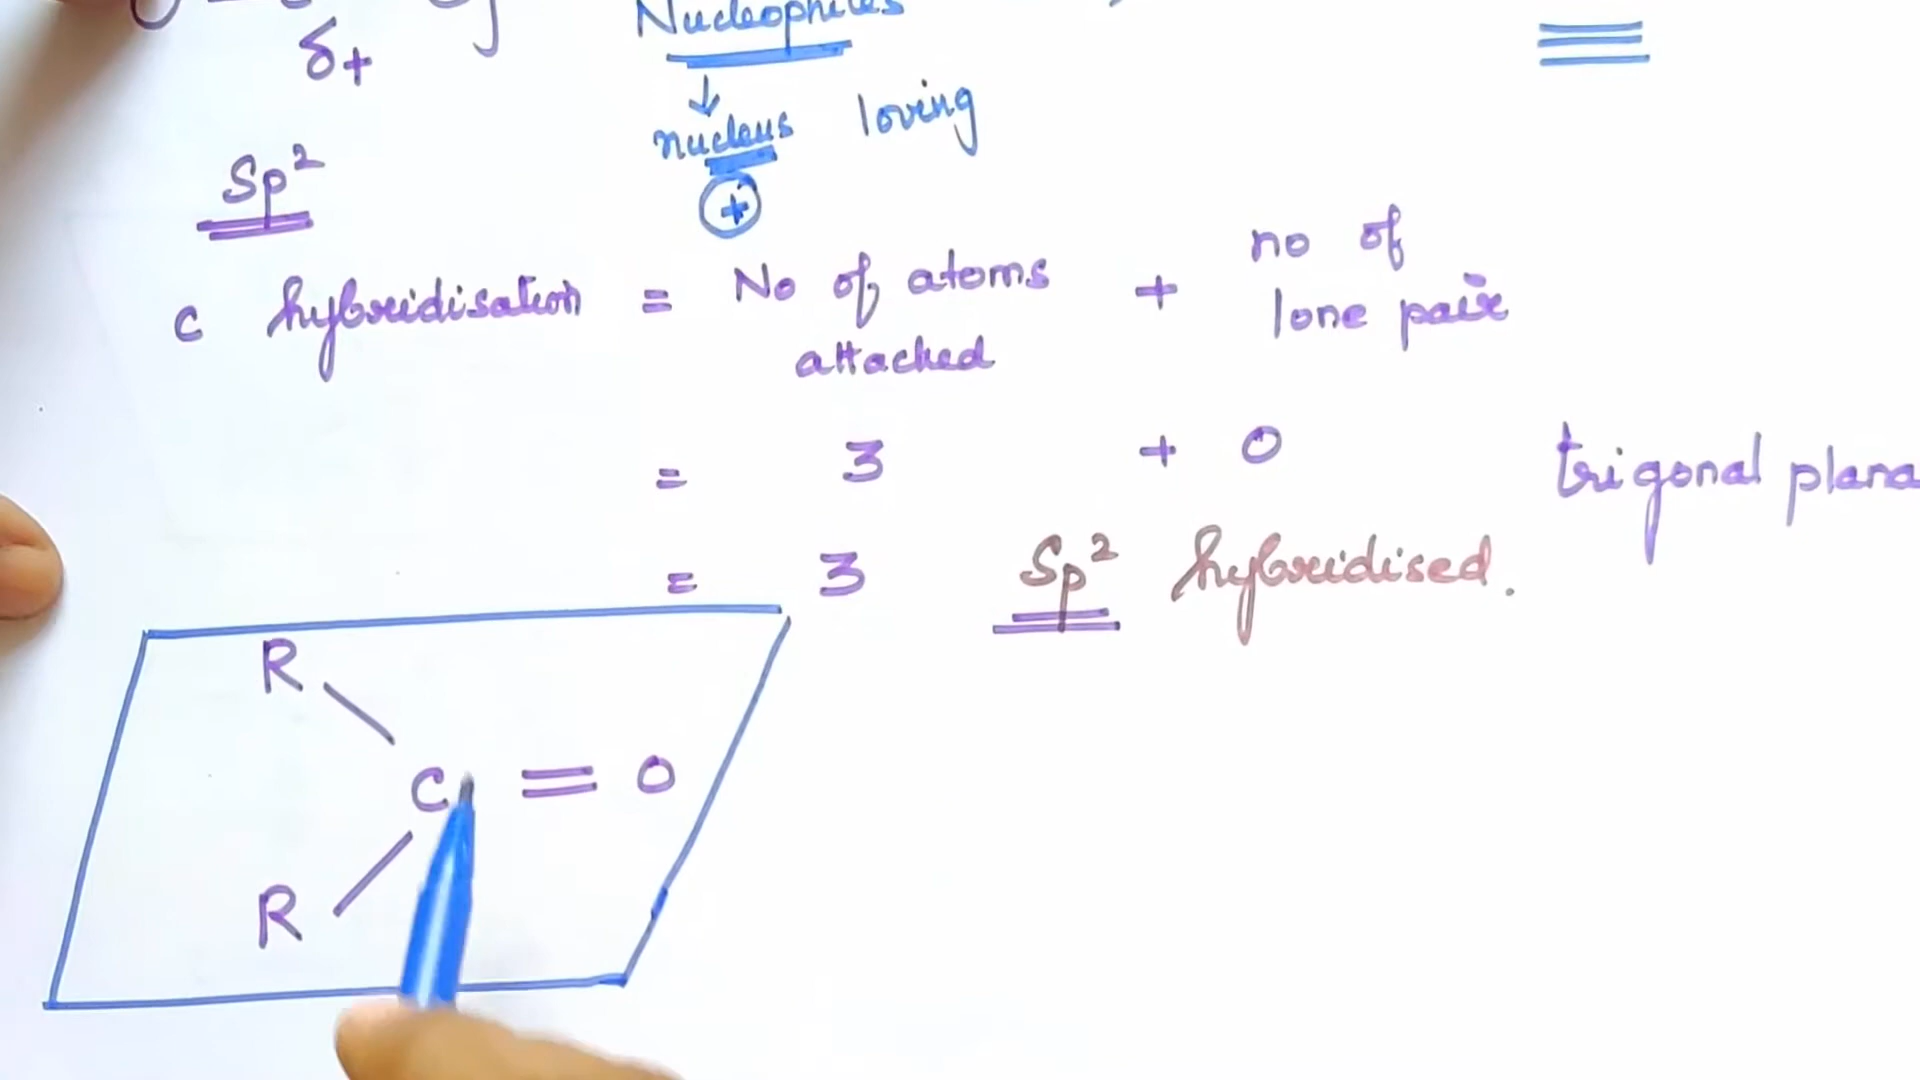 δ+
Nucleophiles
↓
nucleus loving
+
Sp²
C hybridisation = No of atoms attached + no of lone pair
= 3 + 0
trigonal plana
= 3 Sp² hybridised.
R
C = O
R